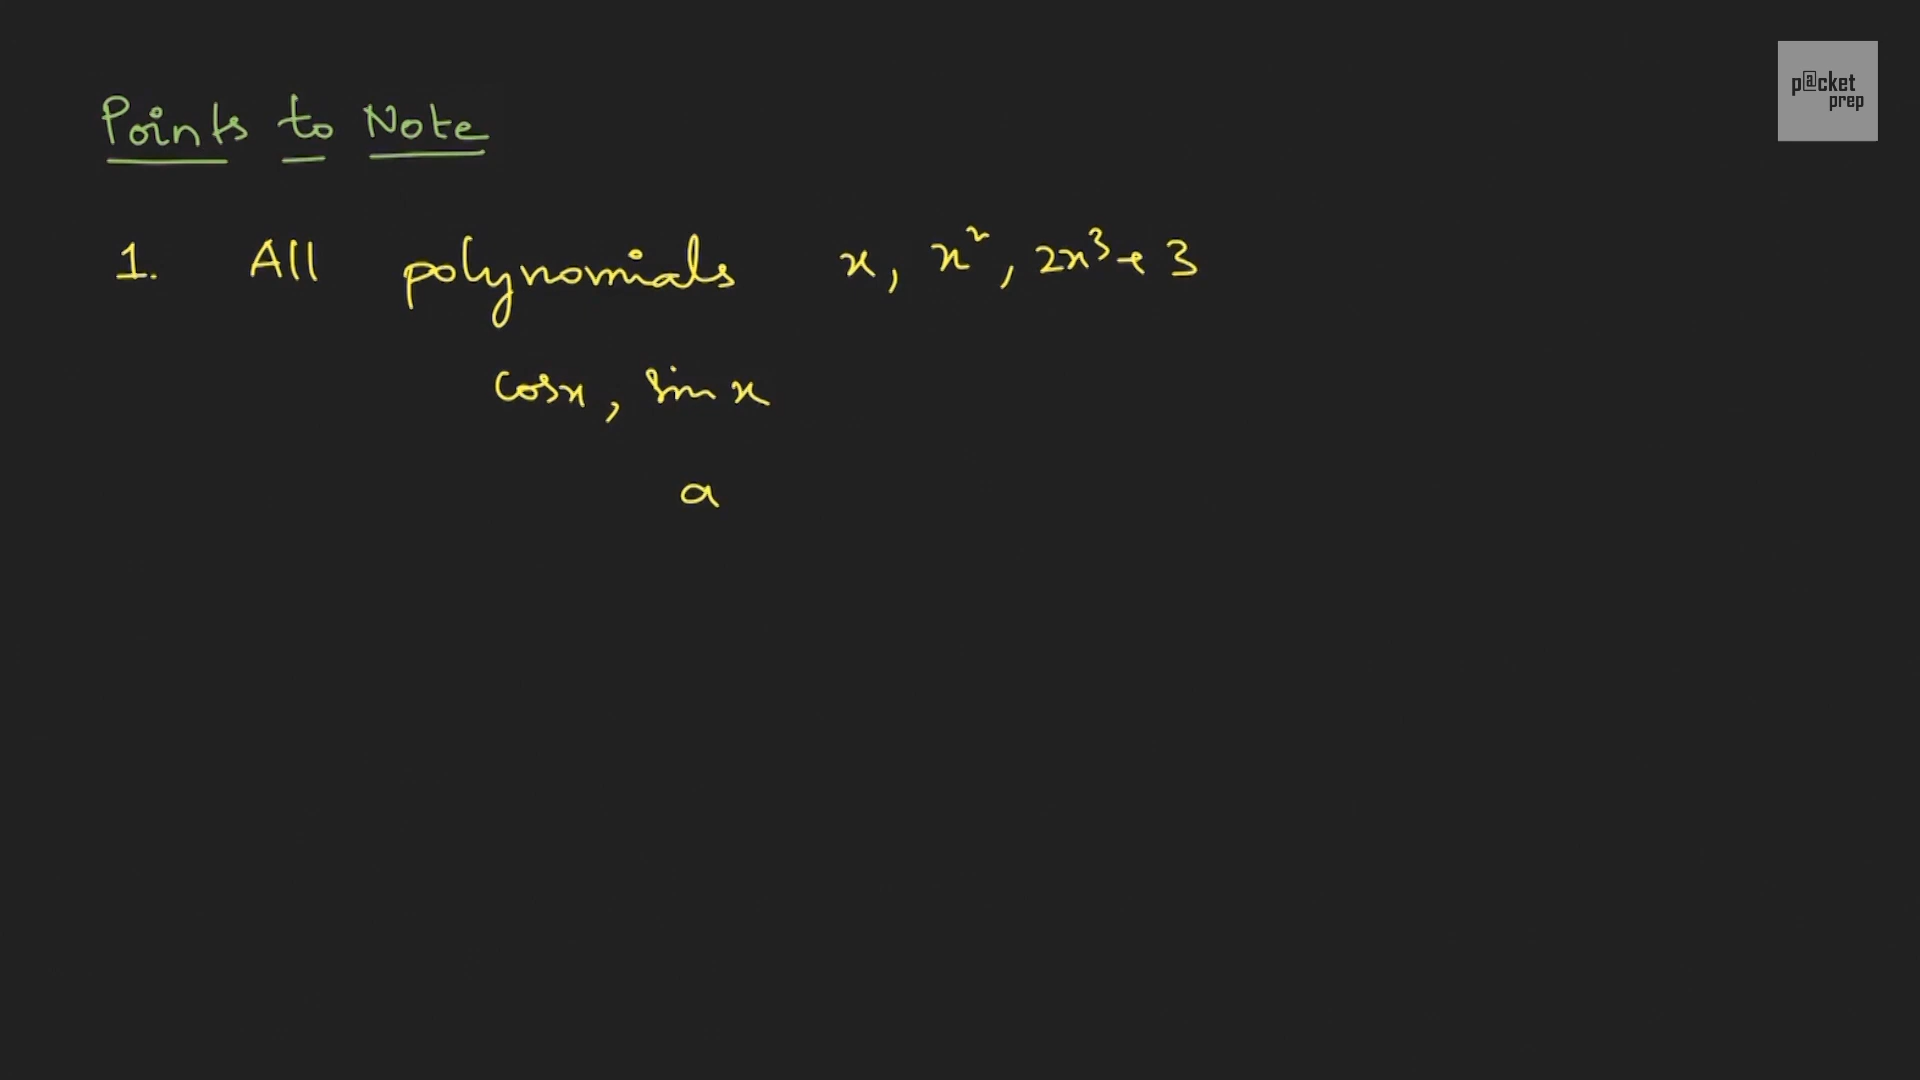 p@cket
prep
Points to Note
1. All polynomials x, x², 2x³ + 3
cosx, sin x
a